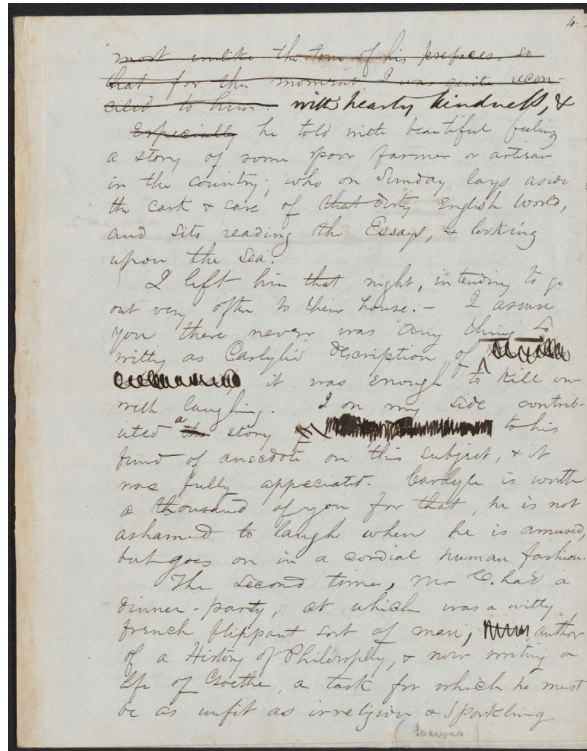 4
most unlike the tone of his prefaces, so
that for the moment I was quite recon-
ciled to him with hearty kindness, &
Especially he told with beautiful feeling
a story of some poor farmer or artisan
in the country, who on Sunday lays aside
the cark & care of that dirty English world,
and sits reading the Essays, & looking
upon the sea.
I left him that night, intending to go
out very often to their house. – I assure
you there never was any thing so
witty as Carlyle's description of
it was enough to kill one
with laughing. I on my side contrib-
uted a story to his
fund of anecdote on this subject, & it
was fully appreciated. Carlyle is worth
a thousand of you for that, he is not
ashamed to laugh when he is amused,
but goes on in a cordial human fashion.
The second time, Mr C. had a
dinner-party, at which was a witty
French flippant sort of man, author
of a History of Philosophy, & now writing a
life of Goethe, a task for which he must
be as unfit as irreligion & sparkling
(Lewes)